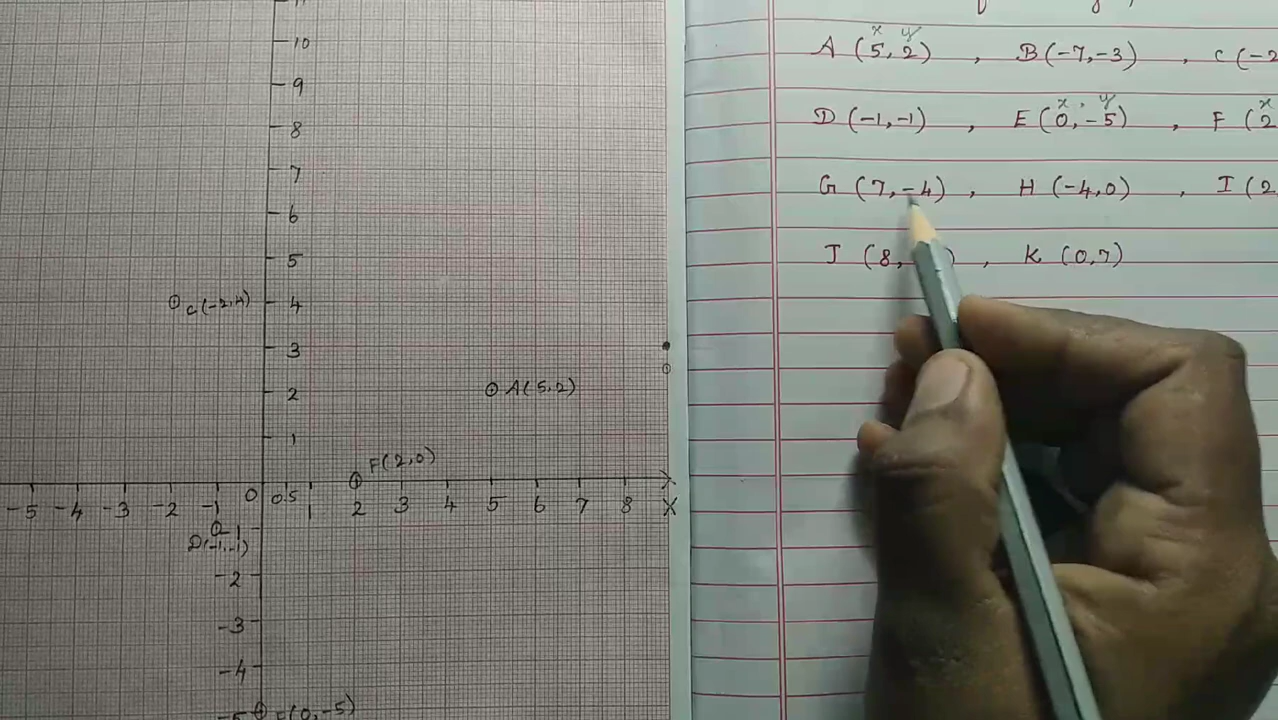 11
10
9
8
7
6
5
C(-2,4) 4
3
2 A(5,2)
1
F(2,0)
-5 -4 -3 -2 -1 0 0.5 1 2 3 4 5 6 7 8 X
-1
D(-1,-1)
-2
-3
-4
-5 E(0,-5)
x y
A (5, 2) , B(-7,-3) , C(-2
x, y x
D (-1,-1) , E(0,-5) , F (2
G (7,-4) , H (-4,0) , I (2
J (8, ) , K (0,7)